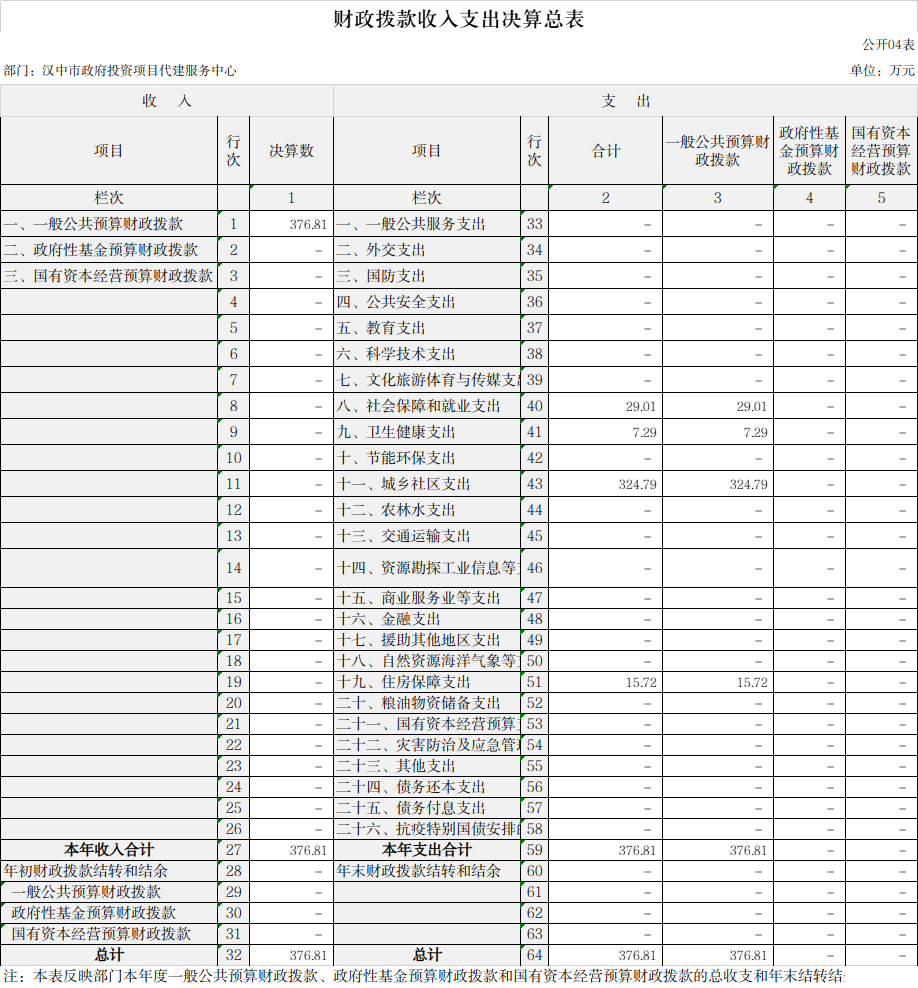 财政拨款收入支出决算总表
公开04表
部门：汉中市政府投资项目代建服务中心 单位：万元
收 入 支 出
项目 行次 决算数 项目 行次 合计 一般公共预算财政拨款 政府性基金预算财政拨款 国有资本经营预算财政拨款
栏次 1 栏次 2 3 4 5
一、一般公共预算财政拨款 1 376.81 一、一般公共服务支出 33 – – – –
二、政府性基金预算财政拨款 2 – 二、外交支出 34 – – – –
三、国有资本经营预算财政拨款 3 – 三、国防支出 35 – – – –
4 – 四、公共安全支出 36 – – – –
5 – 五、教育支出 37 – – – –
6 – 六、科学技术支出 38 – – – –
7 – 七、文化旅游体育与传媒支 39 – – – –
8 – 八、社会保障和就业支出 40 29.01 29.01 – –
9 – 九、卫生健康支出 41 7.29 7.29 – –
10 – 十、节能环保支出 42 – – – –
11 – 十一、城乡社区支出 43 324.79 324.79 – –
12 – 十二、农林水支出 44 – – – –
13 – 十三、交通运输支出 45 – – – –
14 – 十四、资源勘探工业信息等 46 – – – –
15 – 十五、商业服务业等支出 47 – – – –
16 – 十六、金融支出 48 – – – –
17 – 十七、援助其他地区支出 49 – – – –
18 – 十八、自然资源海洋气象等 50 – – – –
19 – 十九、住房保障支出 51 15.72 15.72 – –
20 – 二十、粮油物资储备支出 52 – – – –
21 – 二十一、国有资本经营预算 53 – – – –
22 – 二十二、灾害防治及应急管 54 – – – –
23 – 二十三、其他支出 55 – – – –
24 – 二十四、债务还本支出 56 – – – –
25 – 二十五、债务付息支出 57 – – – –
26 – 二十六、抗疫特别国债安排 58 – – – –
本年收入合计 27 376.81 本年支出合计 59 376.81 376.81 – –
年初财政拨款结转和结余 28 – 年末财政拨款结转和结余 60 – – – –
一般公共预算财政拨款 29 – 61 – – – –
政府性基金预算财政拨款 30 – 62 – – – –
国有资本经营预算财政拨款 31 – 63 – – – –
总计 32 376.81 总计 64 376.81 376.81 – –
注：本表反映部门本年度一般公共预算财政拨款、政府性基金预算财政拨款和国有资本经营预算财政拨款的总收支和年末结转结